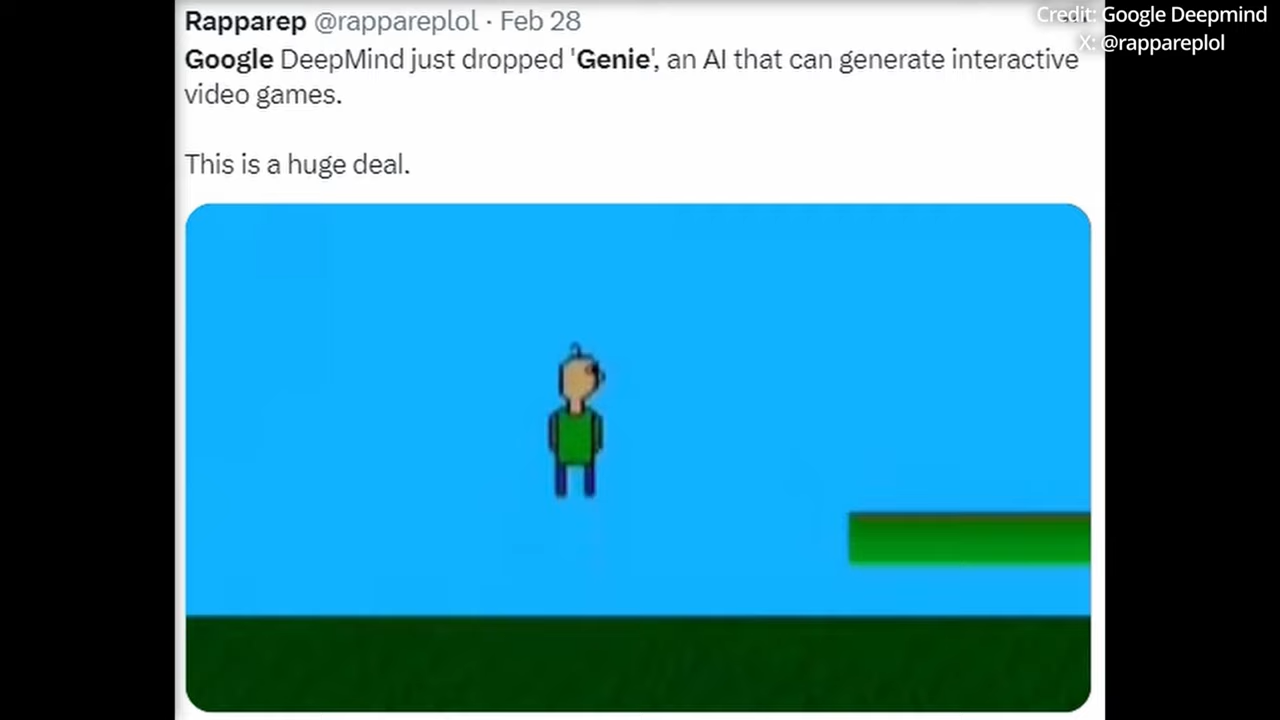 Rapparep @rappareplol · Feb 28
Credit: Google Deepmind
X: @rappareplol
Google DeepMind just dropped 'Genie', an AI that can generate interactive
video games.
This is a huge deal.